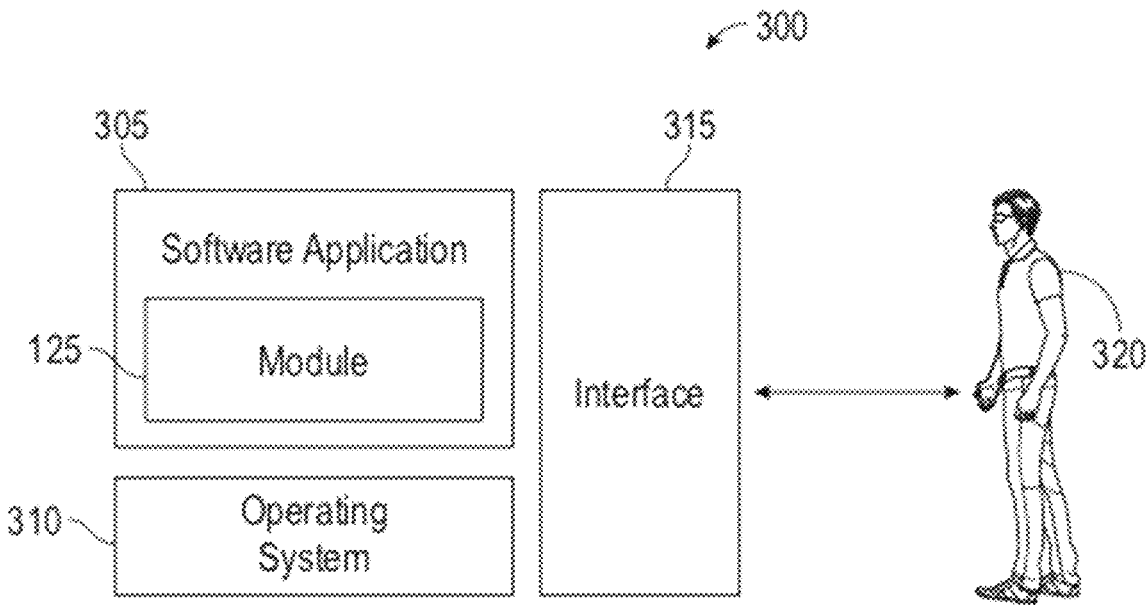 300
305
315
Software Application
125
Module
Interface
320
310
Operating
System